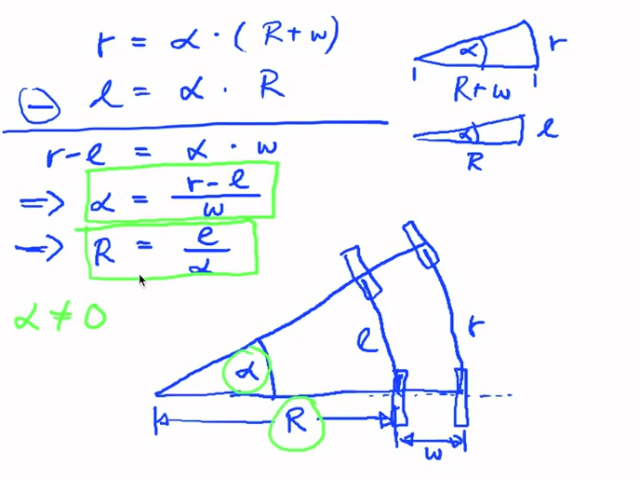 r = α · (R+w)
⊖ l = α · R
r-l = α · w
=> α = r-l / w
=> R = l / α
α ≠ 0
α r
R+w
α l
R
l r
α
R
w